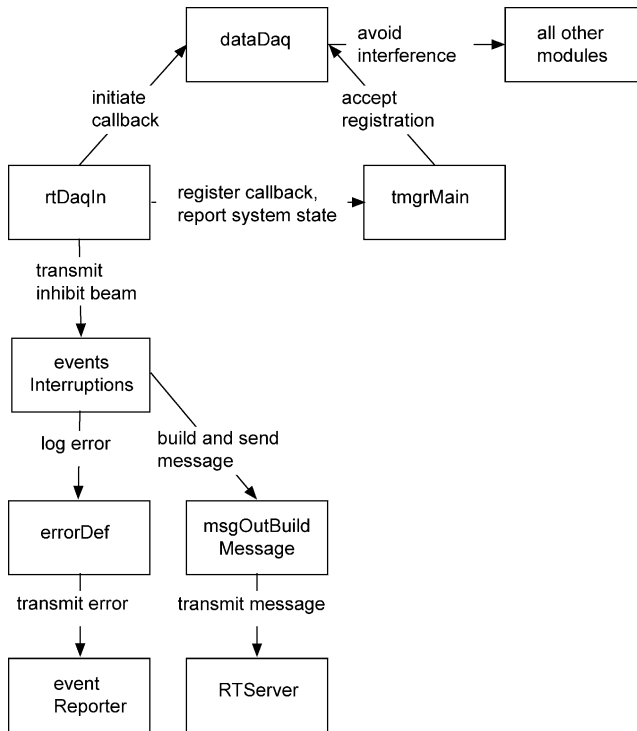 dataDaq
avoid
interference
all other
modules
initiate
callback
accept
registration
rtDaqIn
register callback,
report system state
tmgrMain
transmit
inhibit beam
events
Interruptions
log error
build and send
message
errorDef
msgOutBuild
Message
transmit error
transmit message
event
Reporter
RTServer